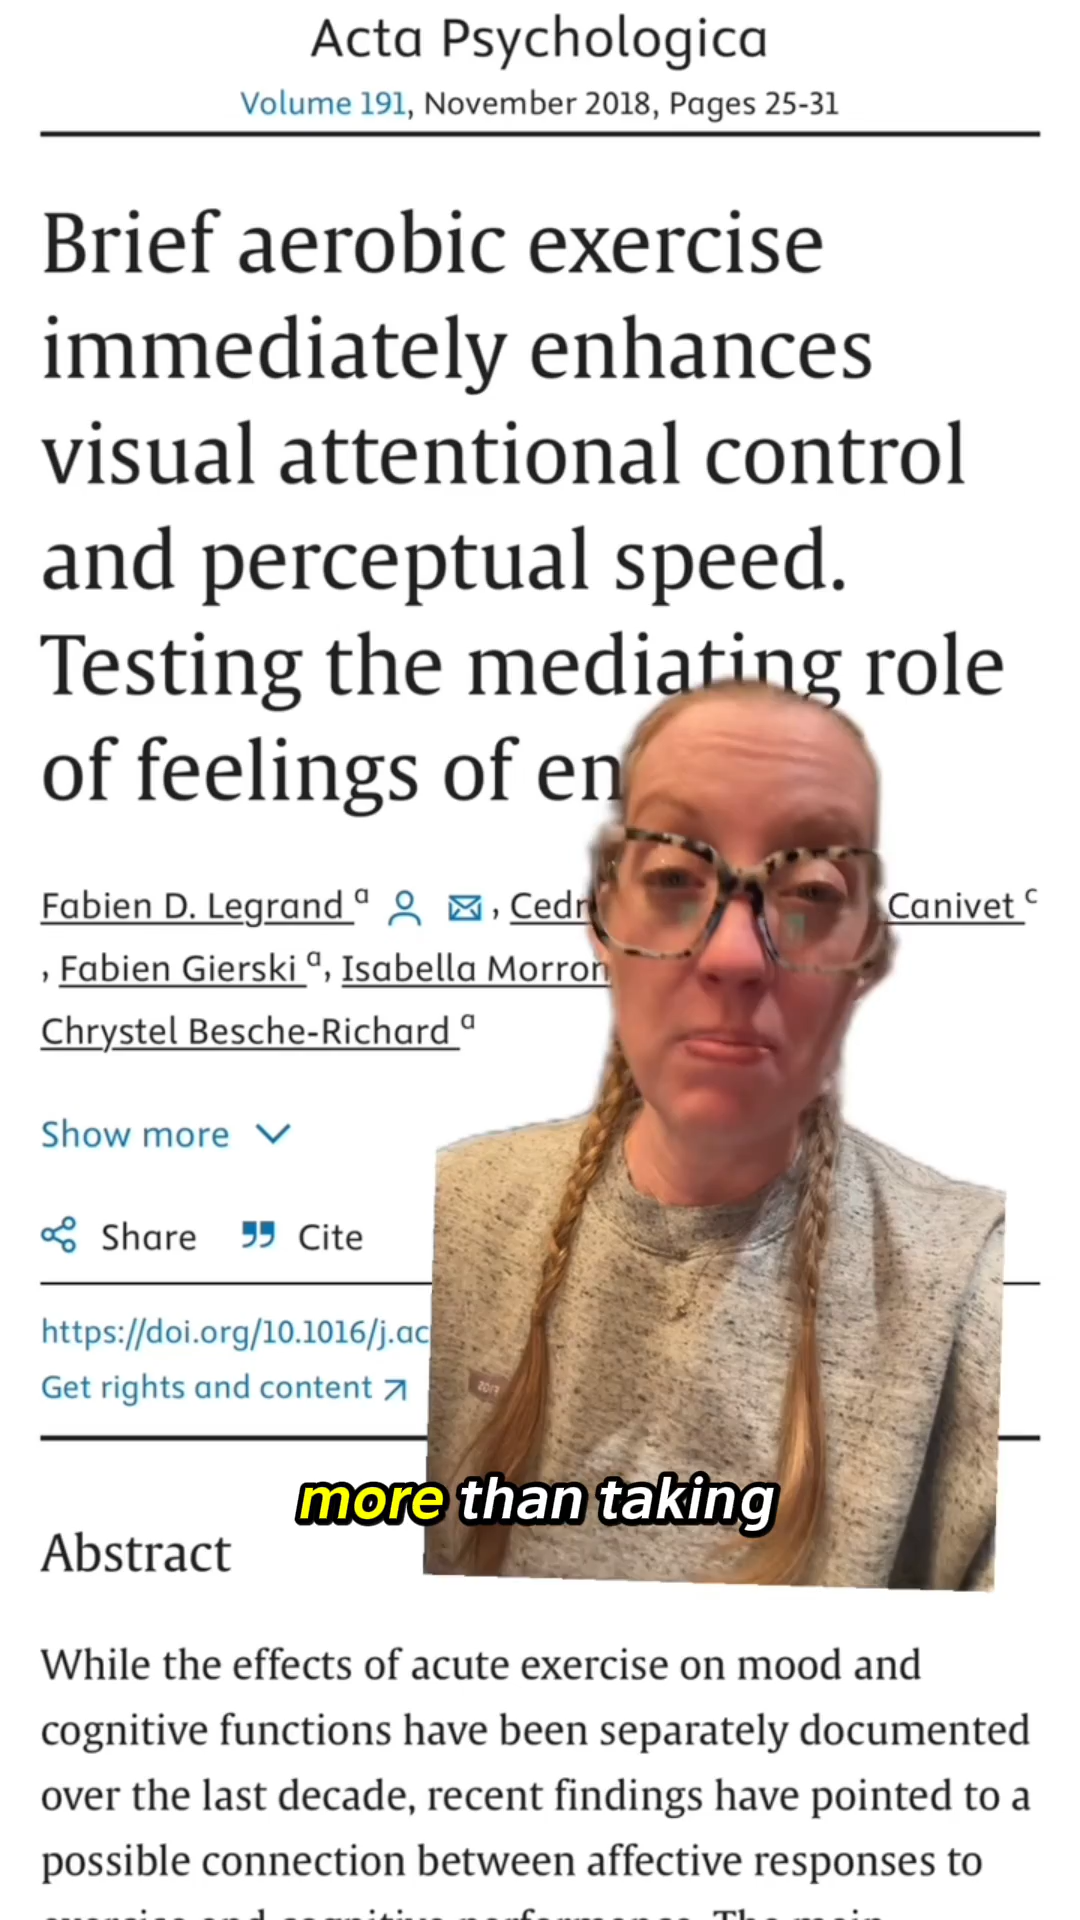 Acta Psychologica
Volume 191, November 2018, Pages 25-31
Brief aerobic exercise
immediately enhances
visual attentional control
and perceptual speed.
Testing the mediating role
of feelings of en
Fabien D. Legrand a , Cedr Canivet c
, Fabien Gierski a, Isabella Morron
Chrystel Besche-Richard a
Show more
Share Cite
https://doi.org/10.1016/j.ac
Get rights and content
more than taking
Abstract
While the effects of acute exercise on mood and
cognitive functions have been separately documented
over the last decade, recent findings have pointed to a
possible connection between affective responses to